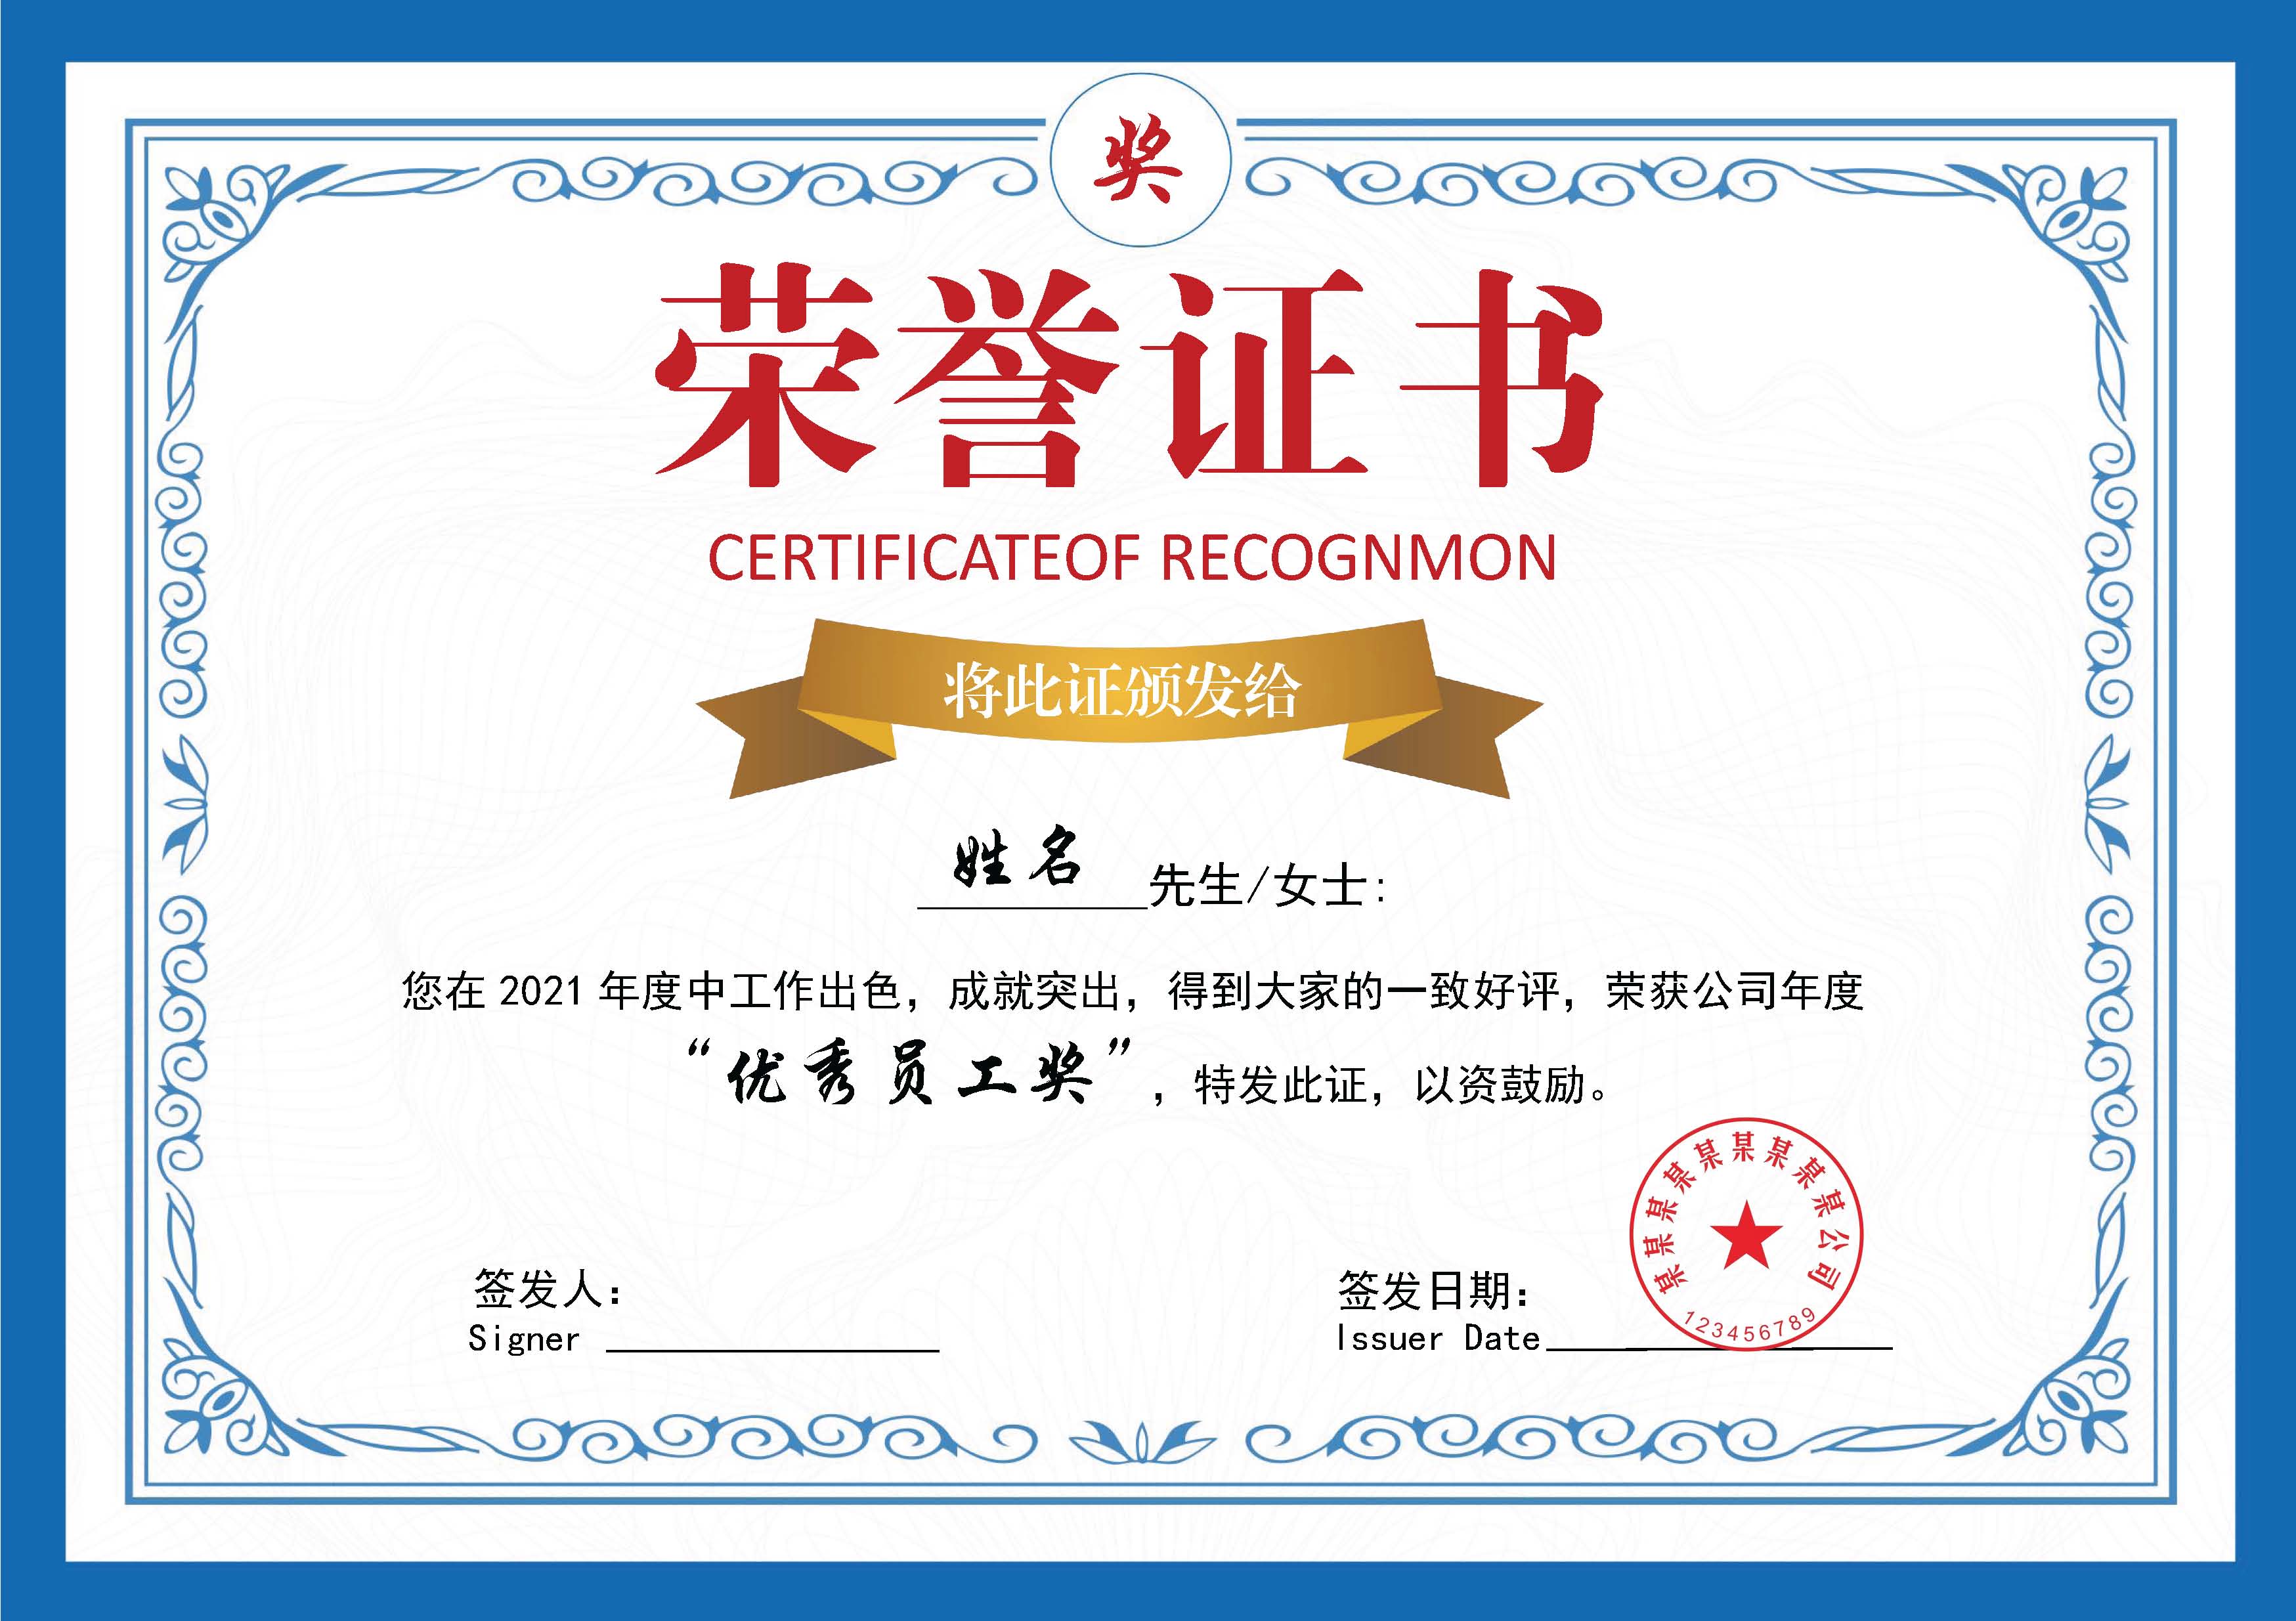 奖
荣誉证书
CERTIFICATEOF RECOGNMON
将此证颁发给
姓名 先生/女士:
您在 2021 年度中工作出色，成就突出，得到大家的一致好评，荣获公司年度
“优秀员工奖”，特发此证，以资鼓励。
某某某某某某某某某公司
123456789
签发人：
Signer
签发日期：
Issuer Date